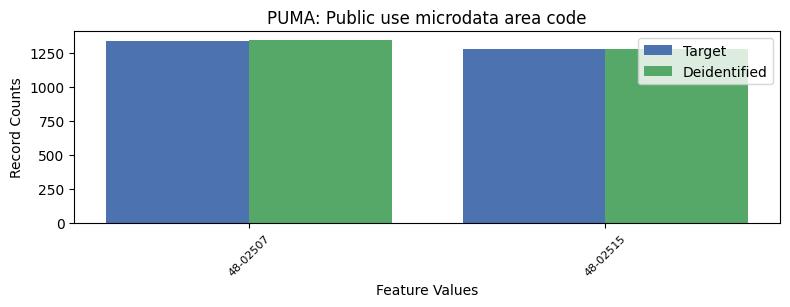 PUMA: Public use microdata area code
Record Counts
1250
1000
750
500
250
0
Target
Deidentified
48-02507
48-02515
Feature Values